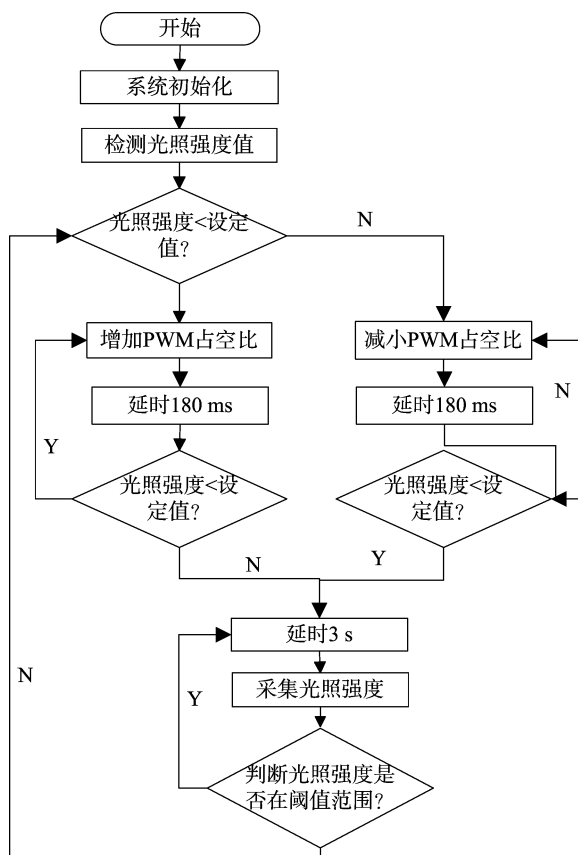 开始
系统初始化
检测光照强度值
光照强度<设定
值?
N
增加PWM占空比
减小PWM占空比
延时180 ms
延时180 ms
N
Y
光照强度<设
定值?
光照强度<设
定值?
N
Y
延时3 s
N
Y
采集光照强度
判断光照强度是
否在阈值范围?